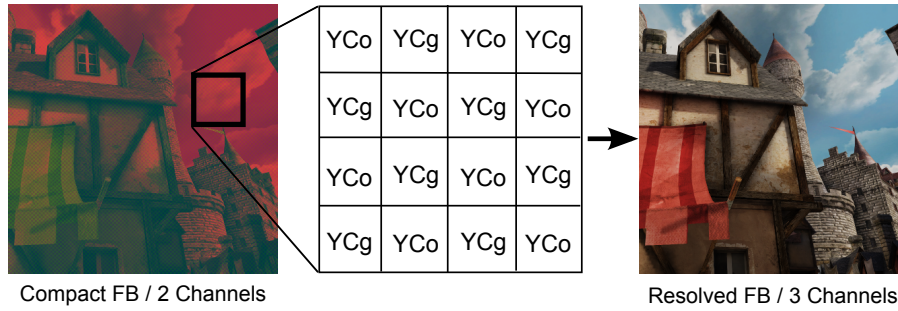 YCo YCg YCo YCg
YCg YCo YCg YCo
YCo YCg YCo YCg
YCg YCo YCg YCo
Compact FB / 2 Channels
Resolved FB / 3 Channels